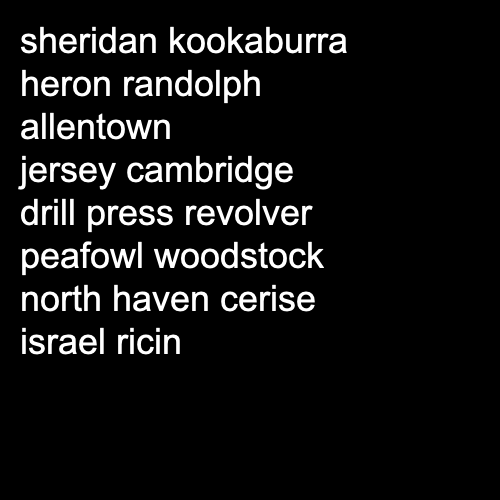 sheridan kookaburra
heron randolph
allentown
jersey cambridge
drill press revolver
peafowl woodstock
north haven cerise
israel ricin